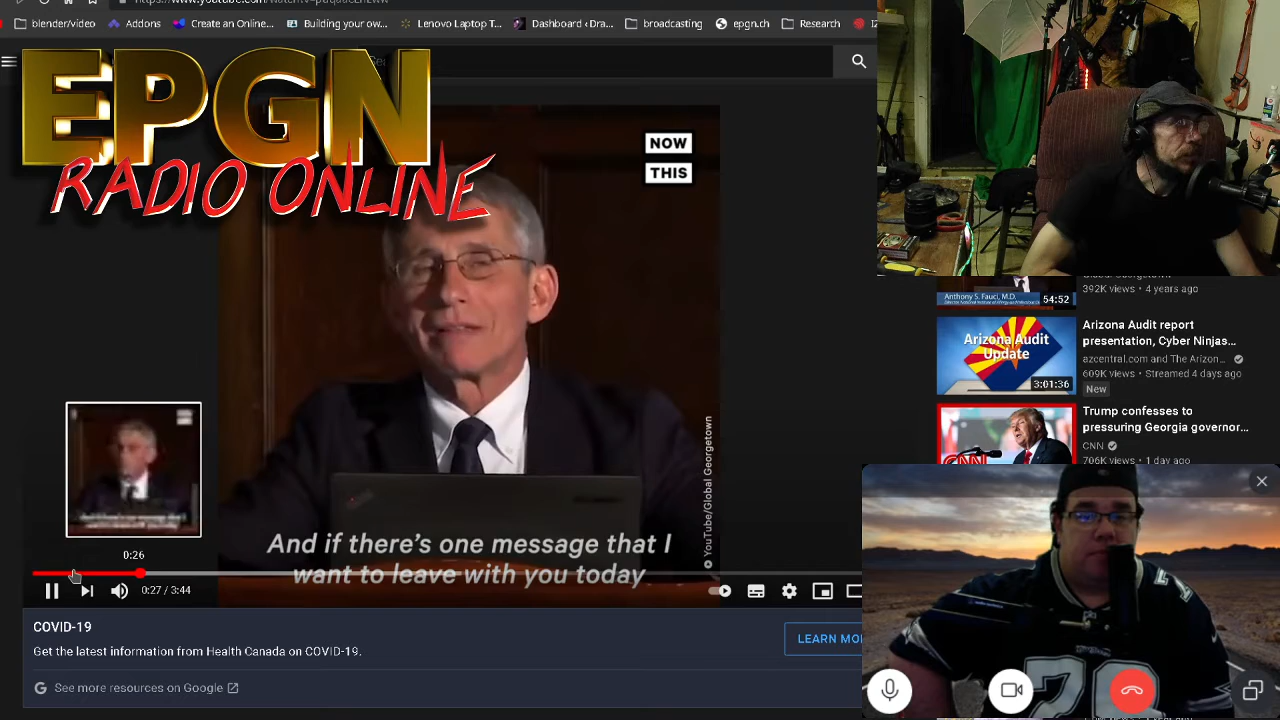 blender/video
Addons
Create an Online...
Building your ow...
Lenovo Laptop T...
Dashboard ‹ Dra...
broadcasting
epgn.ch
Research
EPGN
RADIO ONLINE
NOW
THIS
YouTube/Global Georgetown
And if there's one message that I
want to leave with you today
0:26
0:27 / 3:44
COVID-19
Get the latest information from Health Canada on COVID-19.
LEARN MO
See more resources on Google
Anthony S. Fauci, M.D.
54:52
392K views • 4 years ago
Arizona Audit
Update
3:01:36
Arizona Audit report
presentation, Cyber Ninjas...
azcentral.com and The Arizon...
609K views • Streamed 4 days ago
New
Trump confesses to
pressuring Georgia governor...
CNN
706K views • 1 day ago